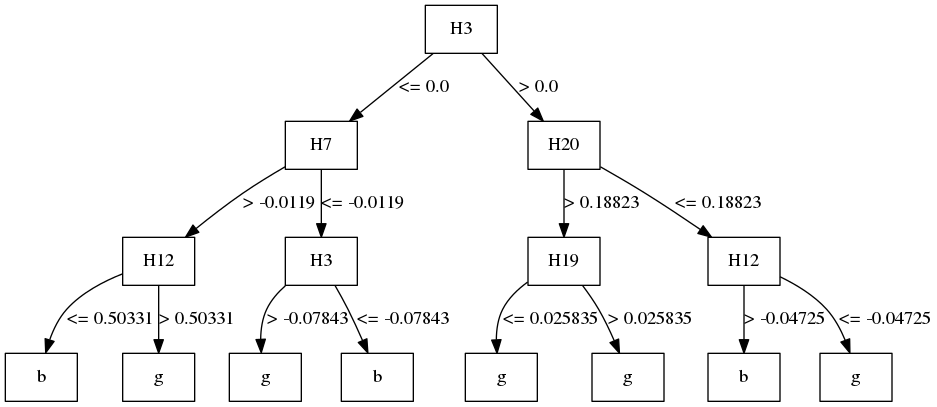 H3
<= 0.0
> 0.0
H7
H20
> -0.0119
<= -0.0119
> 0.18823
<= 0.18823
H12
H3
H19
H12
<= 0.50331
> 0.50331
> -0.07843
<= -0.07843
<= 0.025835
> 0.025835
> -0.04725
<= -0.04725
b
g
g
b
g
g
b
g